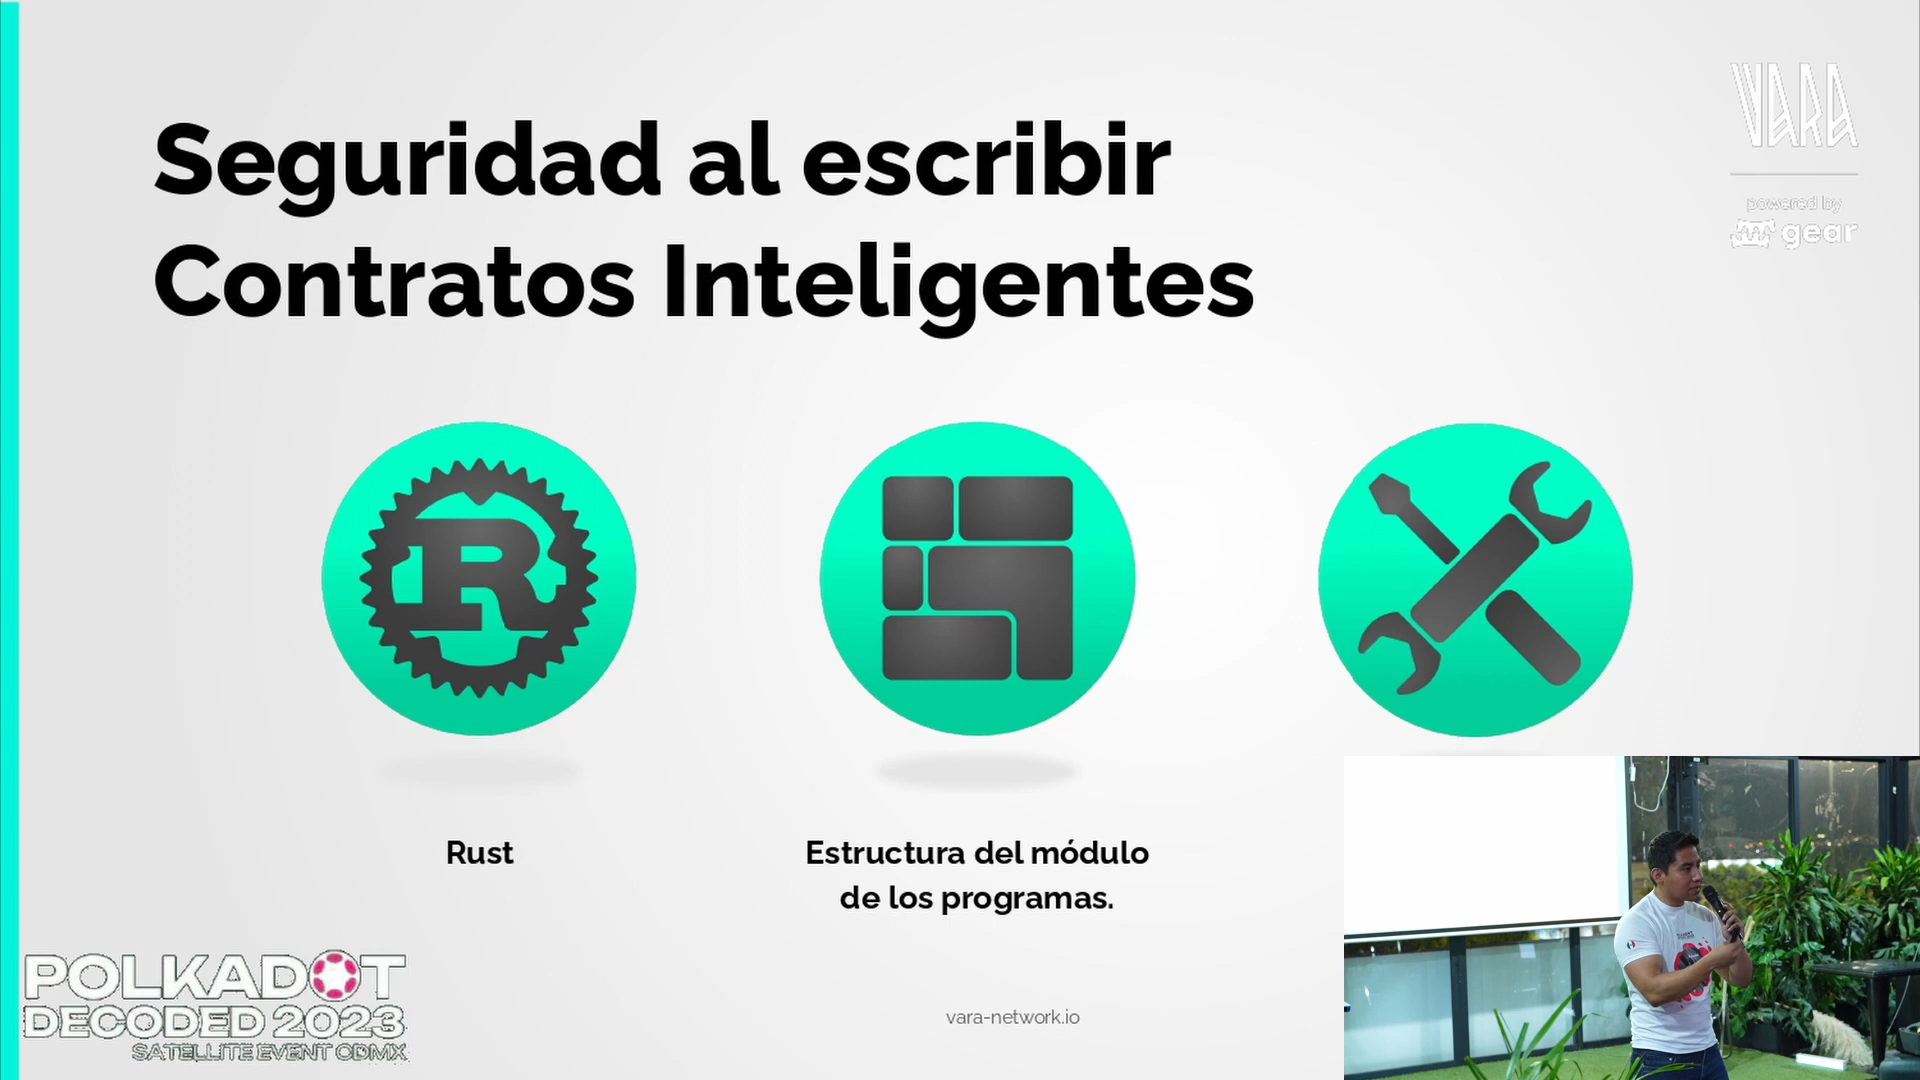 Seguridad al escribir
Contratos Inteligentes
VARA
powered by
gear
Rust
Estructura del módulo
de los programas.
POLKADOT
DECODED 2023
SATELLITE EVENT CDMX
vara-network.io